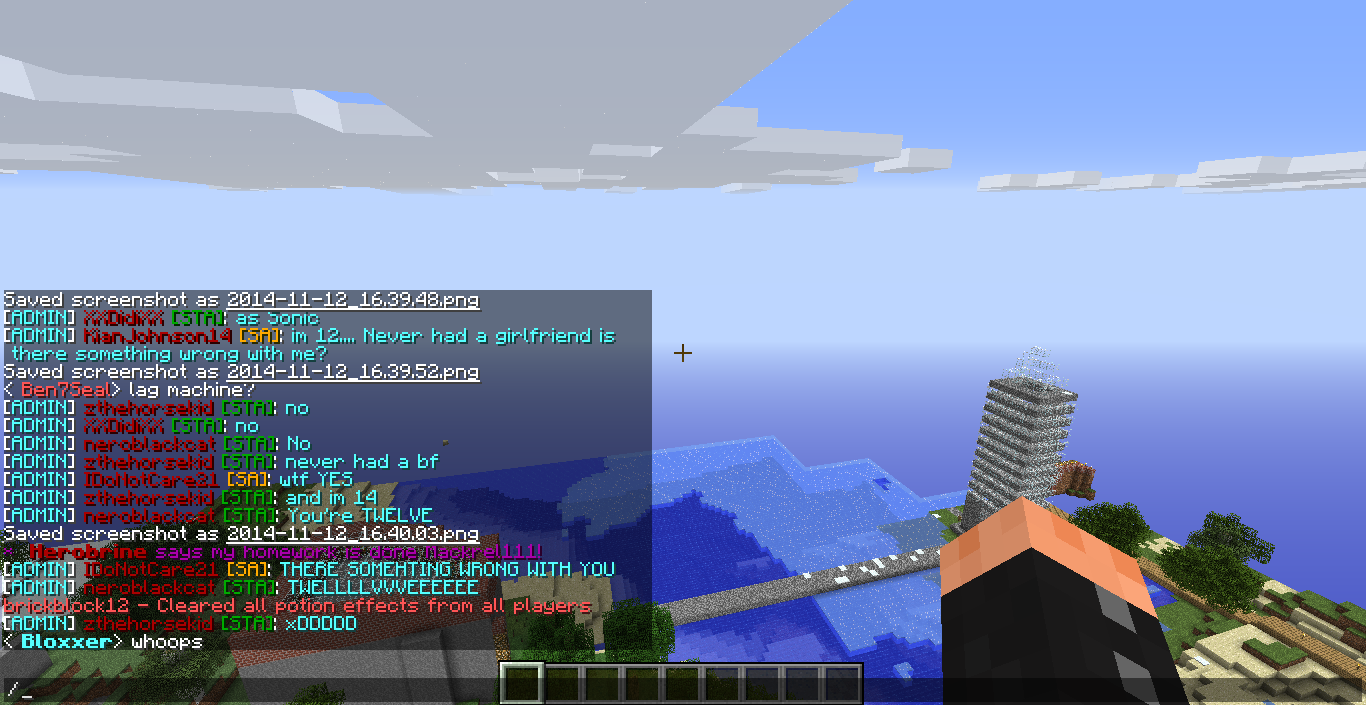 Saved screenshot as 2014-11-12_16.39.48.png
[ADMIN] XXDidiXX [STA]: as Sonic
[ADMIN] KianJohnson14 [SA]: im 12.... Never had a girlfriend is
there something wrong with me?
Saved screenshot as 2014-11-12_16.39.52.png
< Ben7Seal> lag machine?
[ADMIN] zthehorsekid [STA]: no
[ADMIN] XXDidiXX [STA]: no
[ADMIN] neroblackcat [STA]: No
[ADMIN] zthehorsekid [STA]: never had a bf
[ADMIN] IDoNotCare21 [SA]: wtf YES
[ADMIN] zthehorsekid [STA]: and im 14
[ADMIN] neroblackcat [STA]: You're TWELVE
Saved screenshot as 2014-11-12_16.40.03.png
* Herobrine says my homework is done Mackrel111!
[ADMIN] IDoNotCare21 [SA]: THERE SOMEHTING WRONG WITH YOU
[ADMIN] neroblackcat [STA]: TWELLLLVVVEEEEEE
brickblock12 - Cleared all potion effects from all players
[ADMIN] zthehorsekid [STA]: xDDDDD
< Bloxxer> whoops
/_